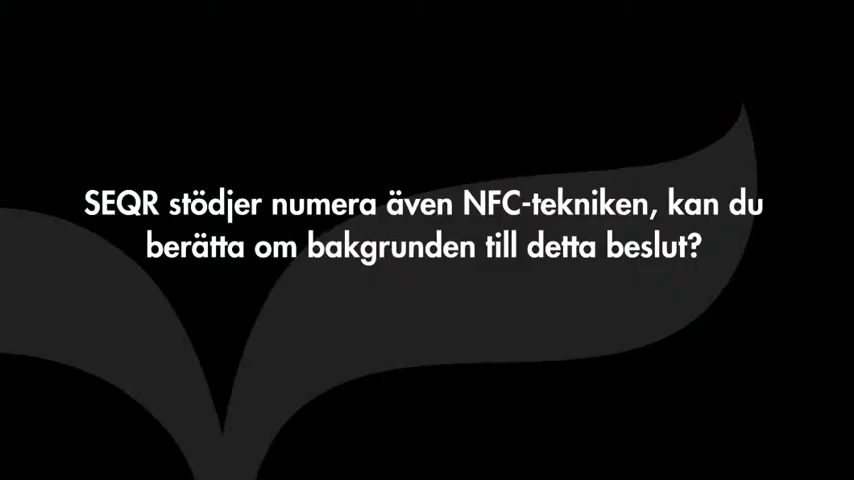 SEQR stödjer numera även NFC-tekniken, kan du
berätta om bakgrunden till detta beslut?